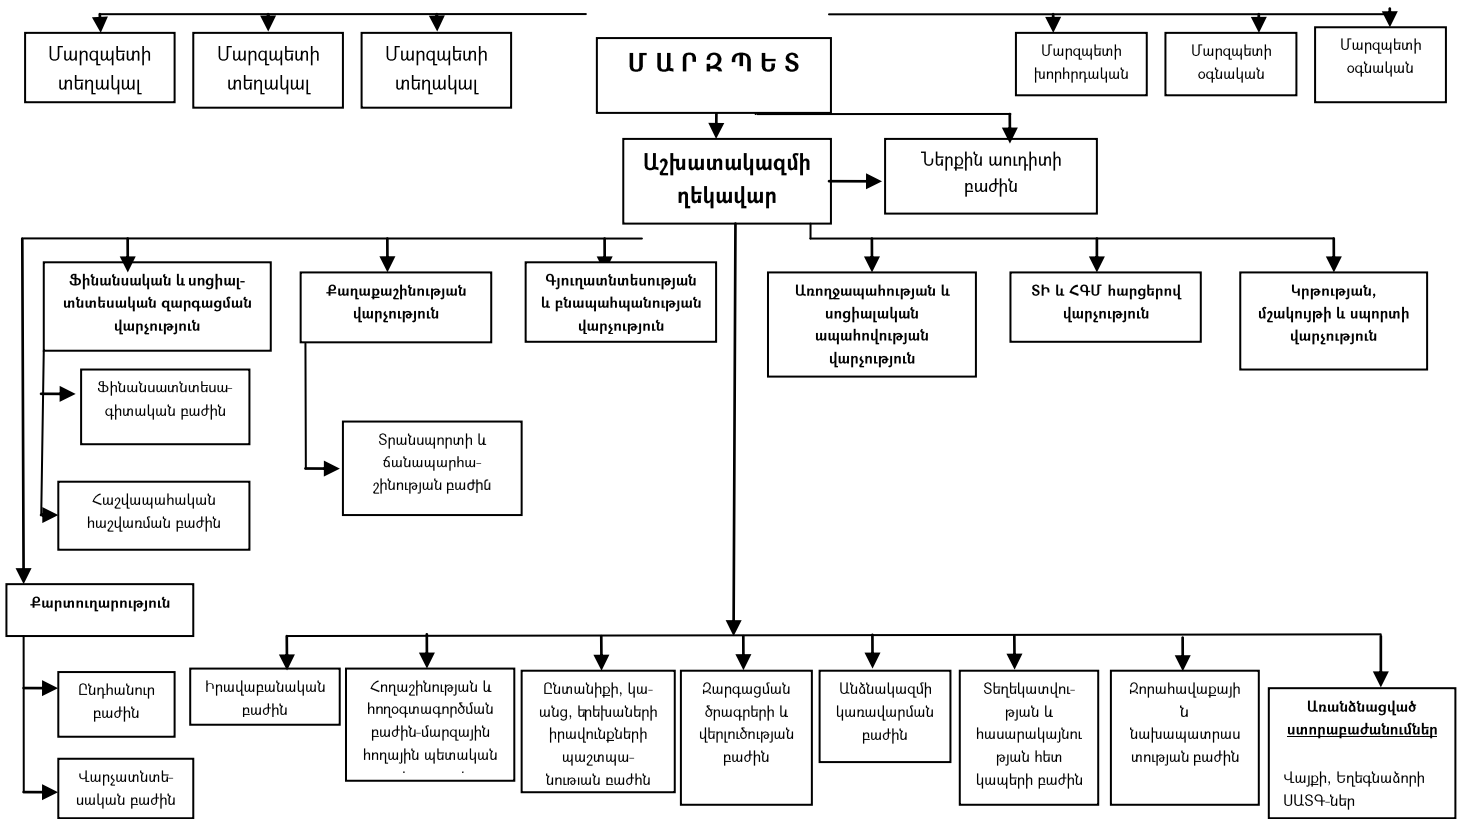 Մարզպետի
տեղակալ
Մարզպետի
տեղակալ
Մարզպետի
տեղակալ
Մ Ա Ր Զ Պ Ե Տ
Մարզպետի
խորհրդական
Մարզպետի
օգնական
Մարզպետի
օգնական
Աշխատակազմի
ղեկավար
Ներքին աուդիտի
բաժին
Ֆինանսական և սոցիալ-
տնտեսական զարգացման
վարչություն
Քաղաքաշինության
վարչություն
Գյուղատնտեսության
և բնապահպանության
վարչություն
Առողջապահության և
սոցիալական
ապահովության
վարչություն
ՏԻ և ՀԳՄ հարցերով
վարչություն
Կրթության,
մշակույթի և սպորտի
վարչություն
Ֆինանսատնտեսա-
գիտական բաժին
Տրանսպորտի և
ճանապարհա-
շինության բաժին
Հաշվապահական
հաշվառման բաժին
Քարտուղարություն
Ընդհանուր
բաժին
Վարչատնտե-
սական բաժին
Իրավաբանական
բաժին
Հողաշինության և
հողօգտագործման
բաժին-մարզային
հողային պետական
Ընտանիքի, կա-
անց, երեխաների
իրավունքների
պաշտպա-
նության բաժին
Զարգացման
ծրագրերի և
վերլուծության
բաժին
Անձնակազմի
կառավարման
բաժին
Տեղեկատվու-
թյան և
հասարակայնու
թյան հետ
կապերի բաժին
Զորահավաքայի
ն
նախապատրաս
տության բաժին
Առանձնացված
ստորաբաժանումներ
Վայքի, Եղեգնաձորի
ՍԱՏԳ-ներ